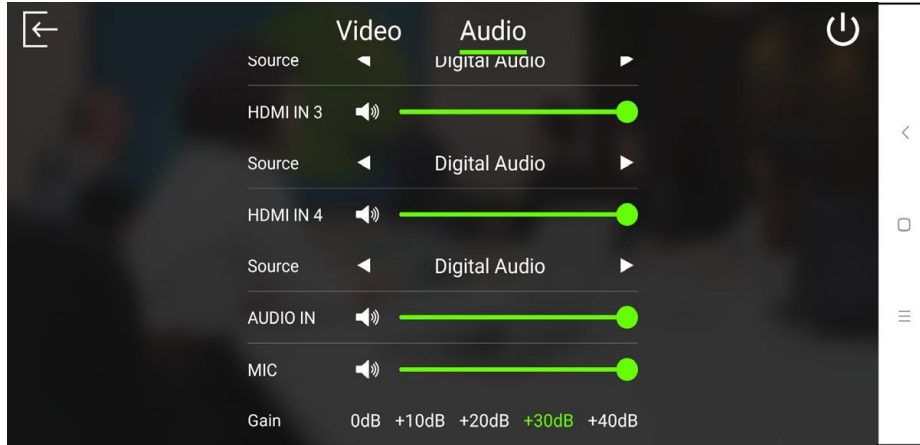 Video Audio
Source Digital Audio
HDMI IN 3
Source Digital Audio
HDMI IN 4
Source Digital Audio
AUDIO IN
MIC
Gain 0dB +10dB +20dB +30dB +40dB